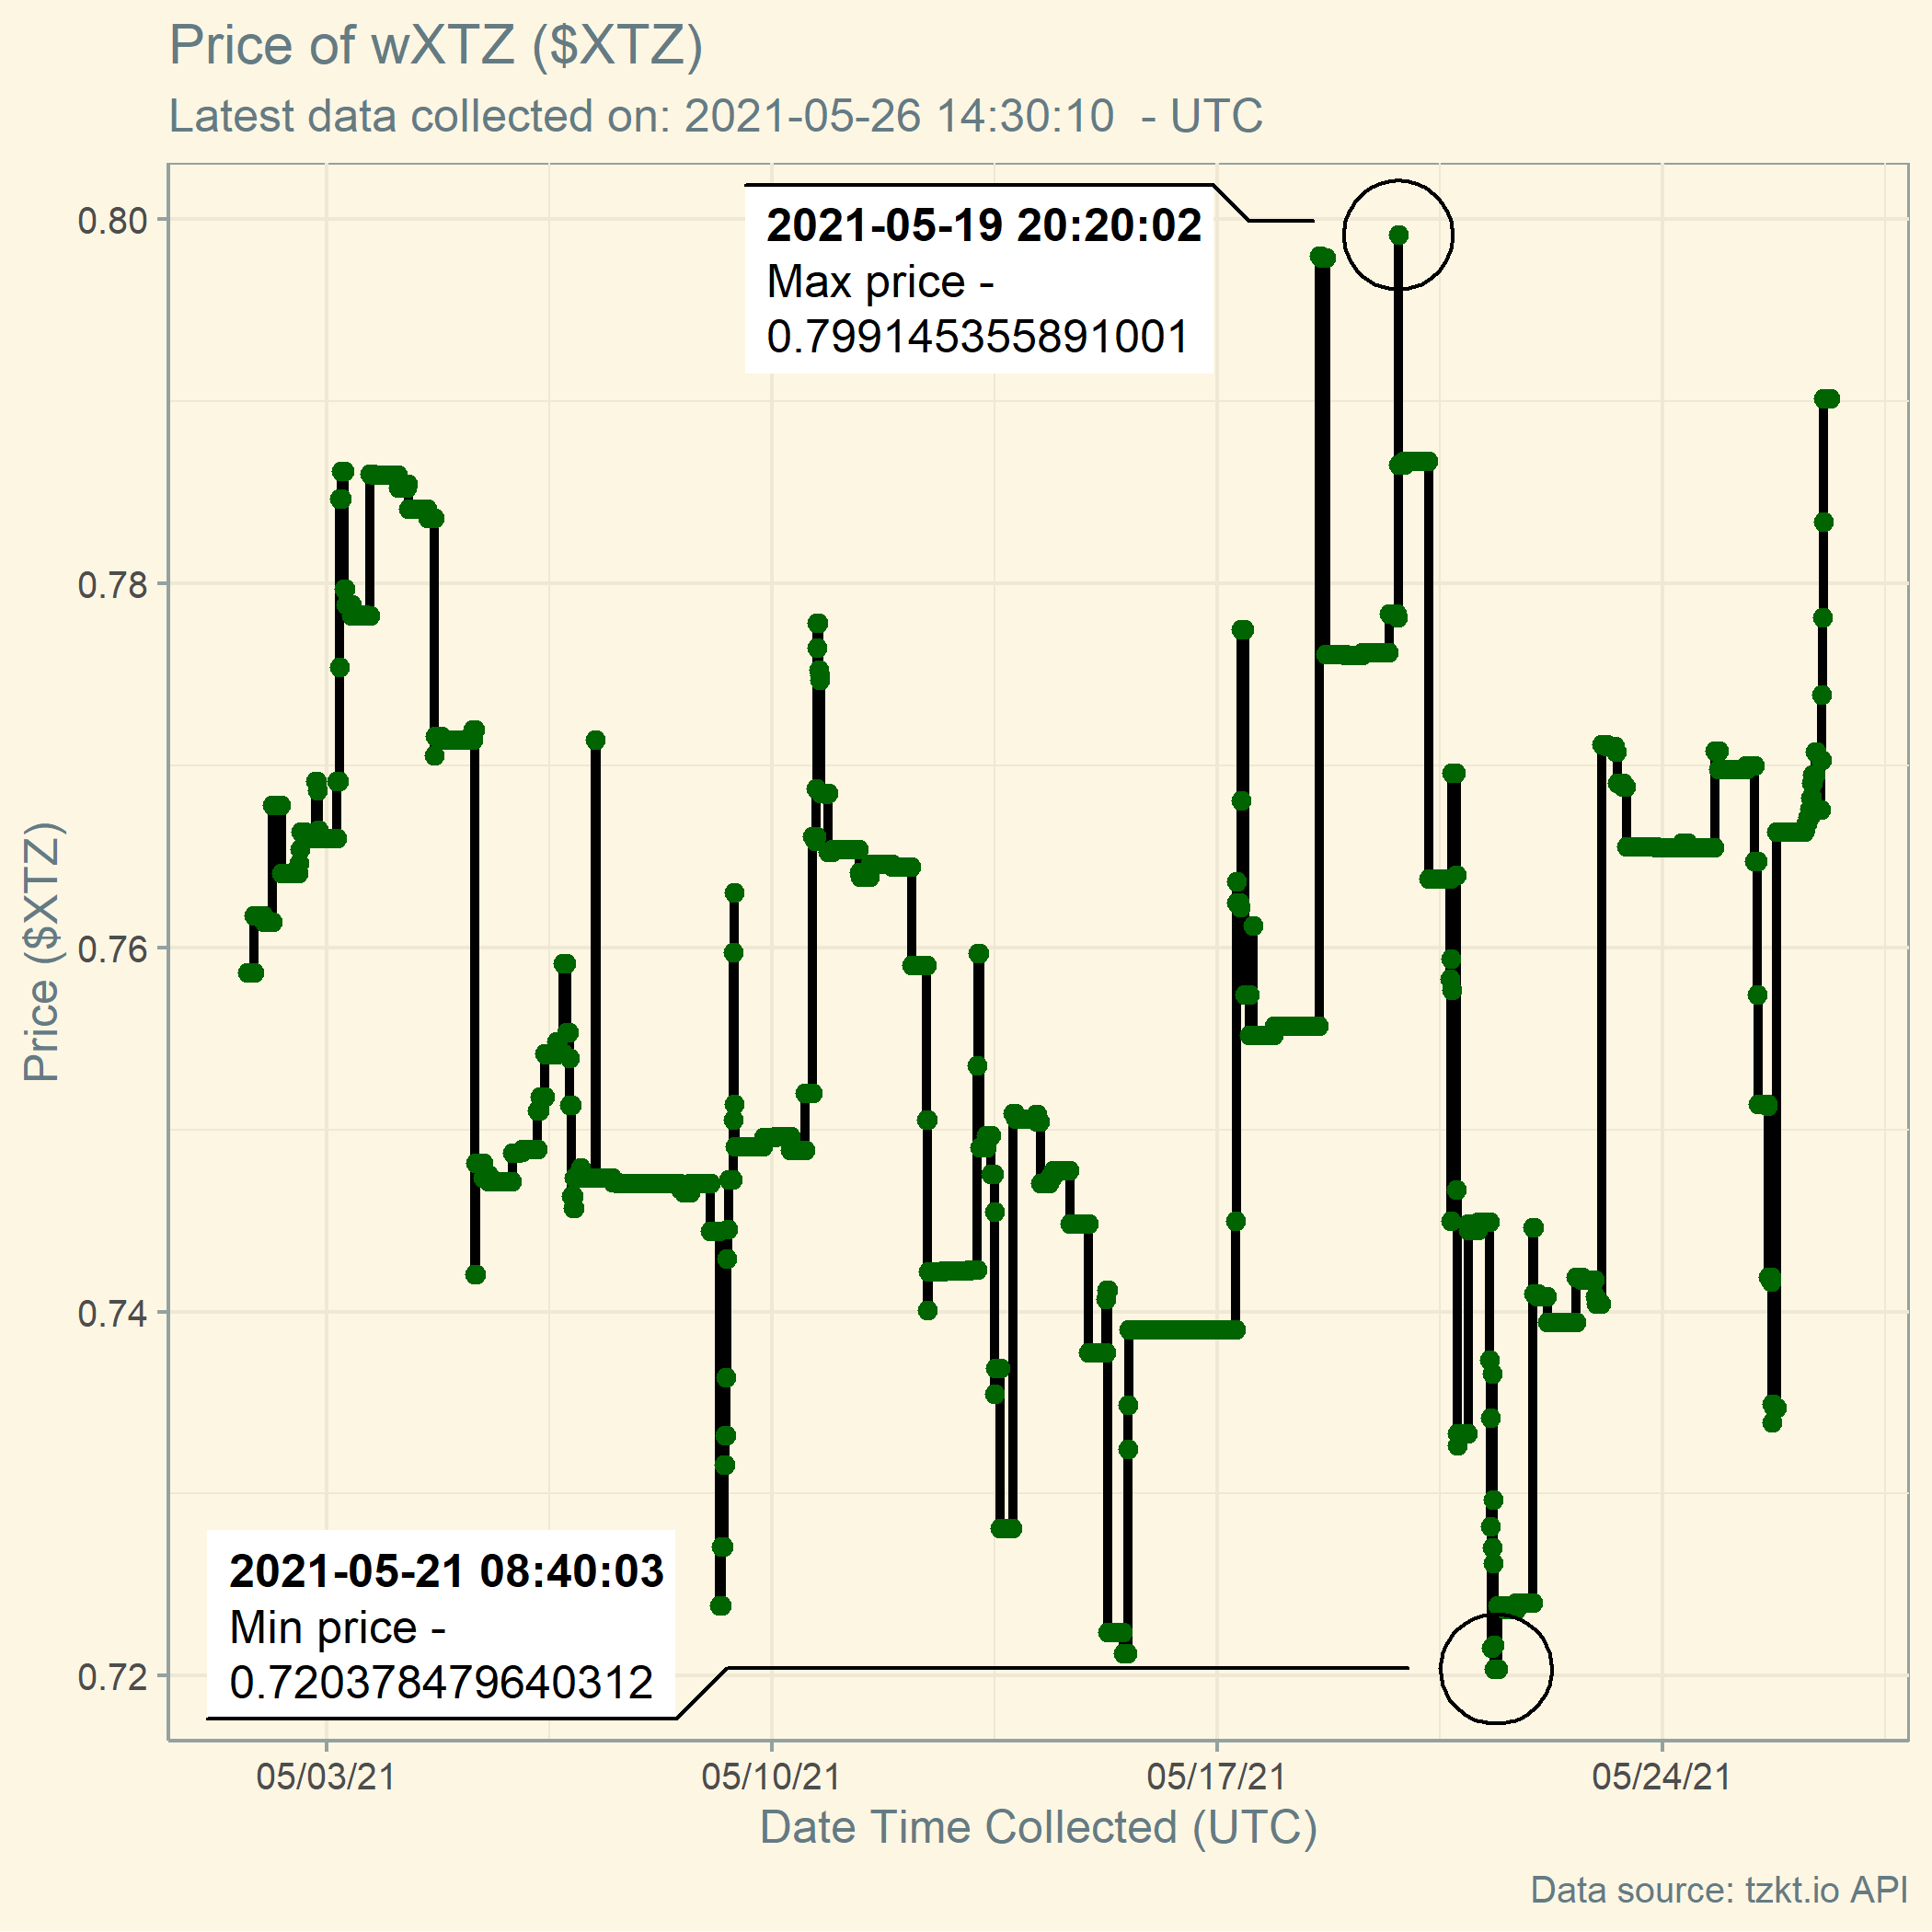 Price of wXTZ ($XTZ)
Latest data collected on: 2021-05-26 14:30:10  - UTC
2021-05-19 20:20:02
Max price -
0.799145355891001
0.80
0.78
0.76
0.74
0.72
Price ($XTZ)
2021-05-21 08:40:03
Min price -
0.720378479640312
05/03/21
05/10/21
05/17/21
05/24/21
Date Time Collected (UTC)
Data source: tzkt.io API